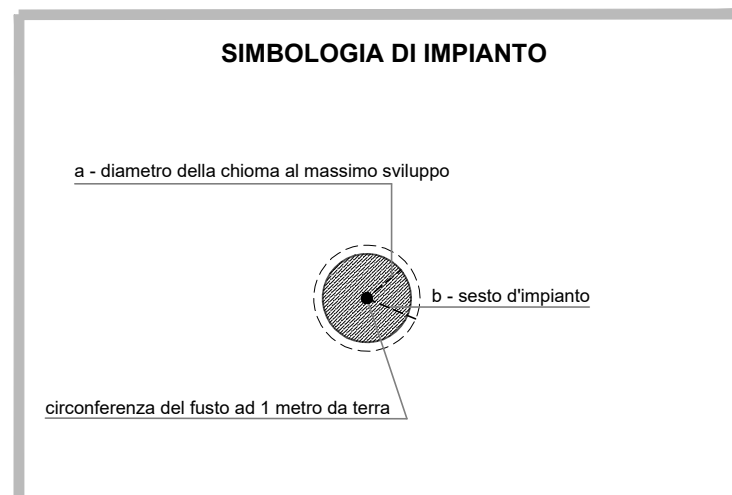 SIMBOLOGIA DI IMPIANTO
a - diametro della chioma al massimo sviluppo
b - sesto d'impianto
circonferenza del fusto ad 1 metro da terra